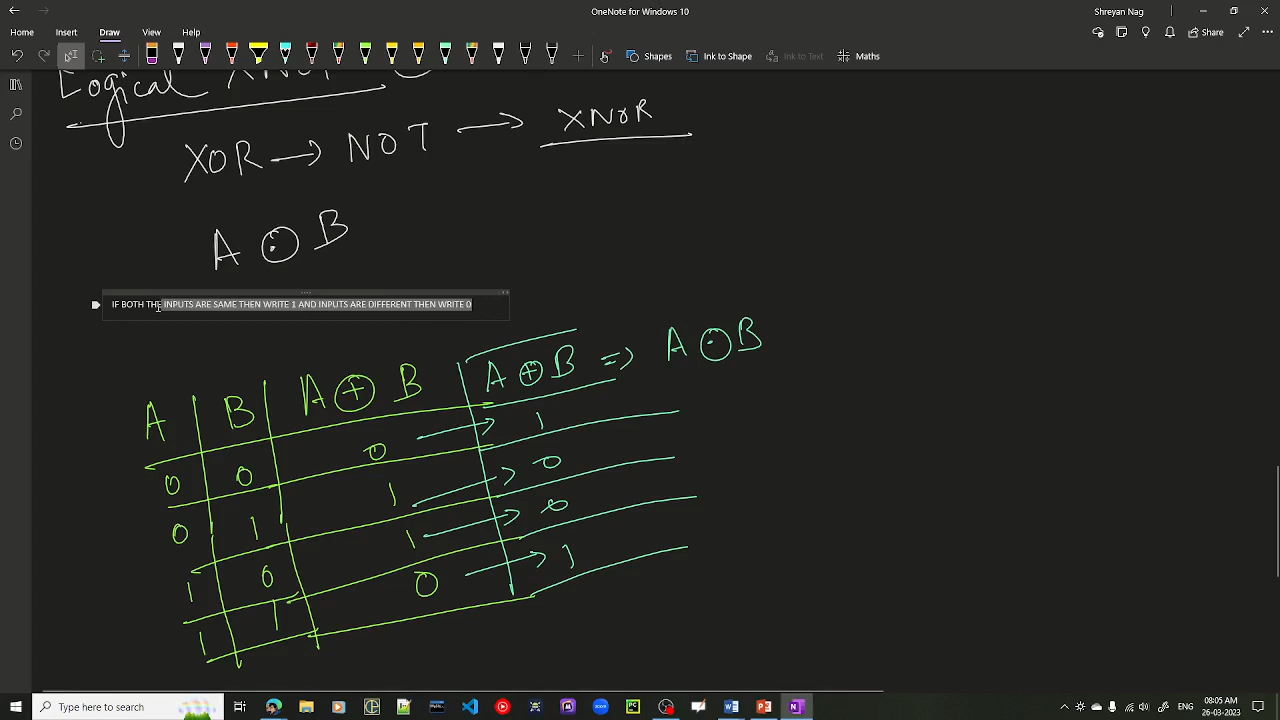 OneNote for Windows 10
Shreyan Nag
Home Insert Draw View Help
Share
Shapes Ink to Shape Ink to Text Maths
Logical XNOR
XOR → NOT → XNOR
A ⊙ B
IF BOTH THE INPUTS ARE SAME THEN WRITE 1 AND INPUTS ARE DIFFERENT THEN WRITE 0
A B A ⊕ B A ⊕ B => A ⊙ B
0 0 0 → 1
0 1 1 → 0
1 0 1 → 0
1 1 0 → 1
Type here to search
ENG
08:05 AM
26-03-2023